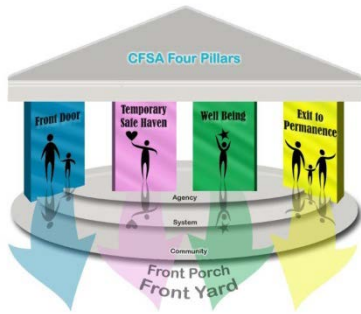 CFSA Four Pillars
Front Door
Temporary
Safe Haven
Well Being
Exit to
Permanence
Agency
System
Community
Front Porch
Front Yard